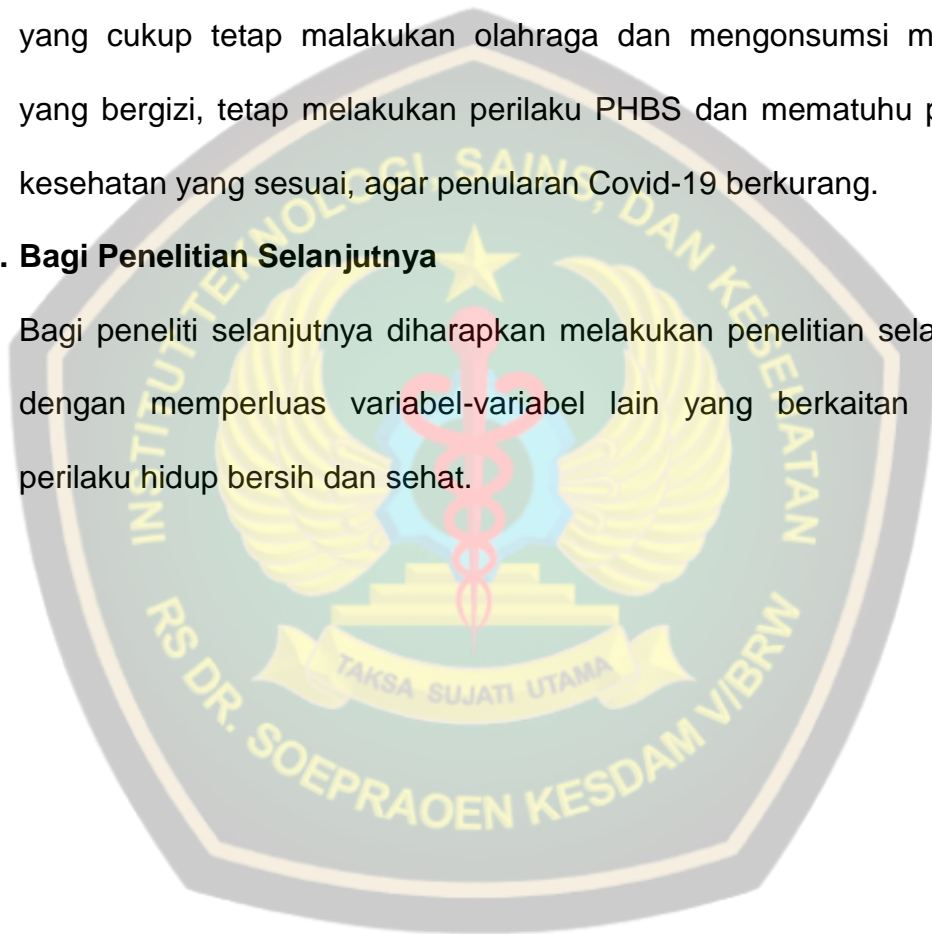 yang cukup tetap malakukan olahraga dan mengonsumsi m
yang bergizi, tetap melakukan perilaku PHBS dan mematuhu p
kesehatan yang sesuai, agar penularan Covid-19 berkurang.
. Bagi Penelitian Selanjutnya
Bagi peneliti selanjutnya diharapkan melakukan penelitian sela
dengan memperluas variabel-variabel lain yang berkaitan
perilaku hidup bersih dan sehat.
INSTITUT TEKNOLOGI, SAINS, DAN KESEHATAN
TAKSA SUJATI UTAMA
RS DR. SOEPRAOEN KESDAM V/BRW